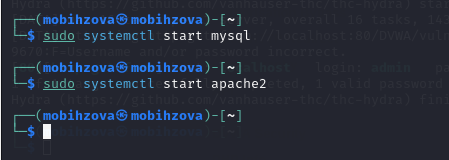 ┌──(mobihzova㉿mobihzova)-[~]
└─$ sudo systemctl start mysql
┌──(mobihzova㉿mobihzova)-[~]
└─$ sudo systemctl start apache2
┌──(mobihzova㉿mobihzova)-[~]
└─$